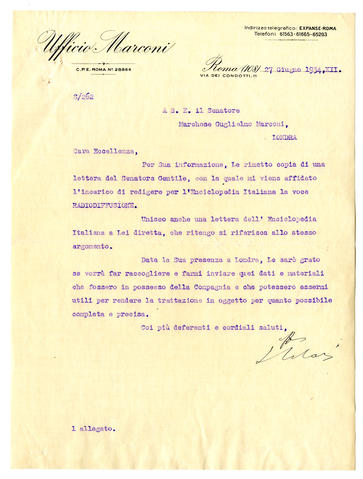 Ufficio Marconi
C.P.E. ROMA Nº 28864
Indirizzo telegrafico: EXPANSE-ROMA
Telefoni 61563-61665-65263
Roma (108) 27 Giugno 1934,XII.
VIA DEI CONDOTTI, 11
C/262
A S. E. il Senatore
Marchese Guglielmo Marconi,
LONDRA
Cara Eccellenza,
Per Sua informazione, Le rimetto copia di una
lettera del Senatore Gentile, con la quale mi viene affidato
l'incarico di redigere per l'Enciclopedia Italiana la voce
RADIODIFFUSIONE.
Unisco anche una lettera dell' Enciclopedia
Italiana a Lei diretta, che ritengo si riferisca allo stesso
argomento.
Data la Sua presenza a Londra, Le sarò grato
se vorrà far raccogliere e farmi inviare quei dati e materiali
che fossero in possesso della Compagnia e che potessero essermi
utili per rendere la trattazione in oggetto per quanto possibile
completa e precisa.
Coi più deferenti e cordiali saluti,
1 allegato.